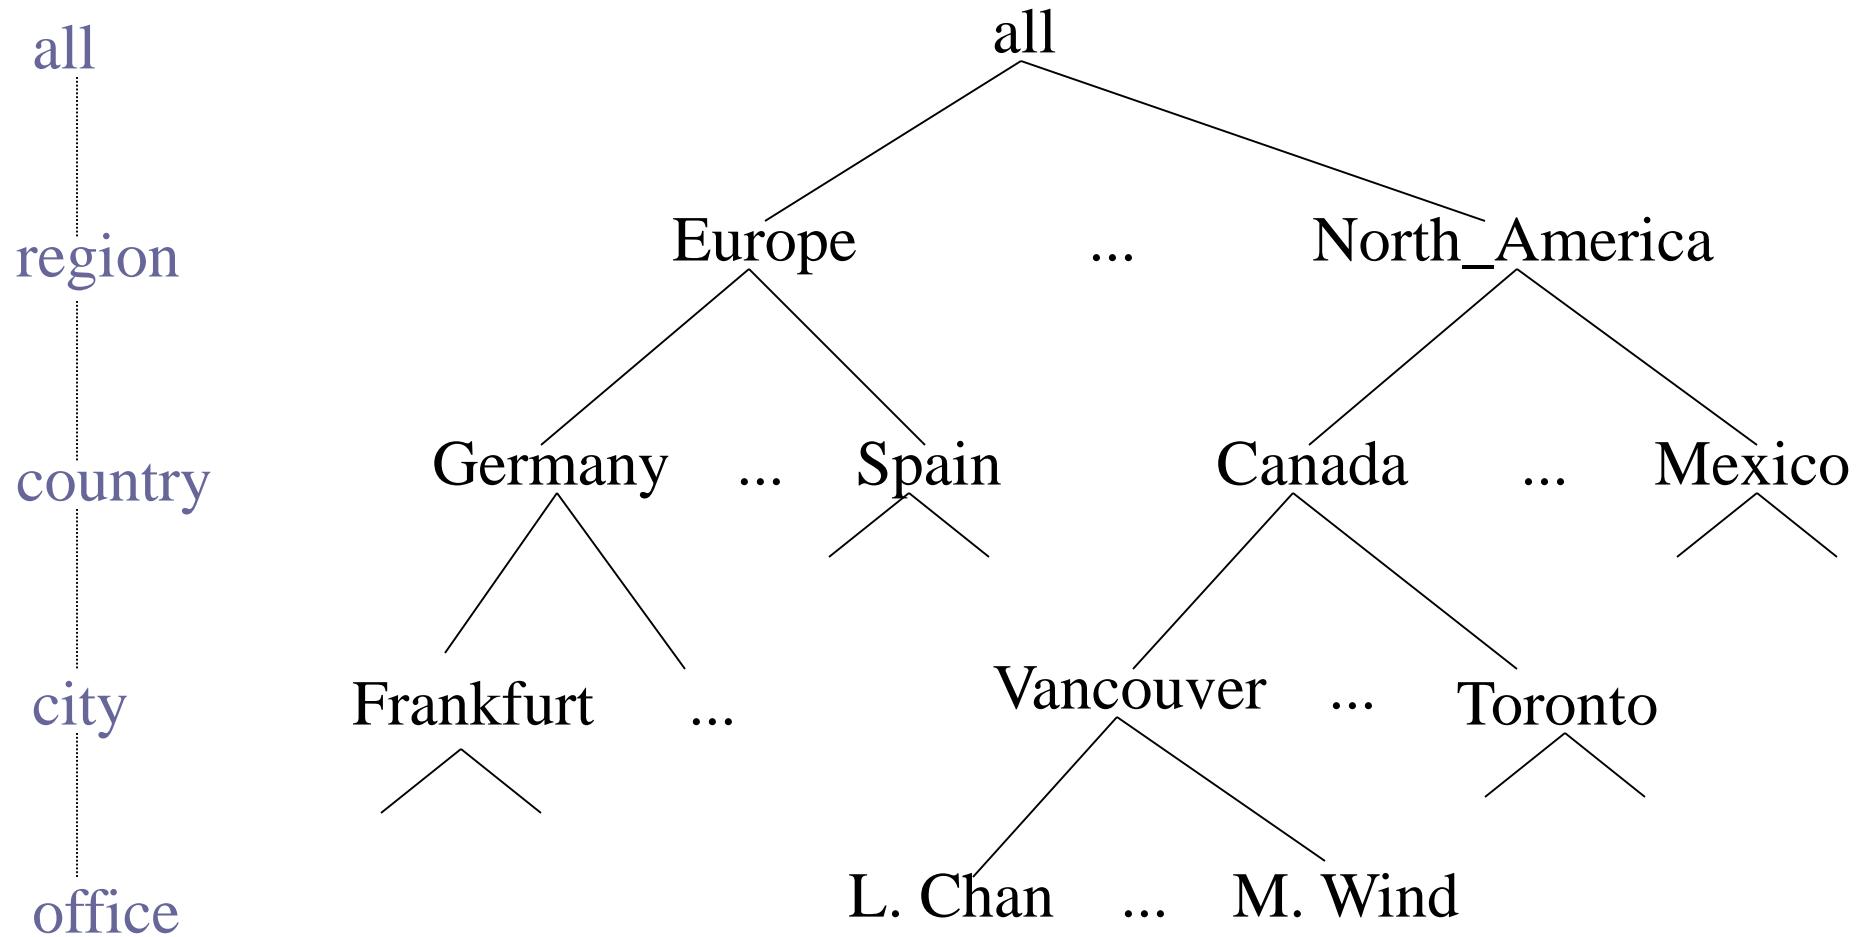 all all
region Europe ... North_America
country Germany ... Spain Canada ... Mexico
city Frankfurt ... Vancouver ... Toronto
office L. Chan ... M. Wind